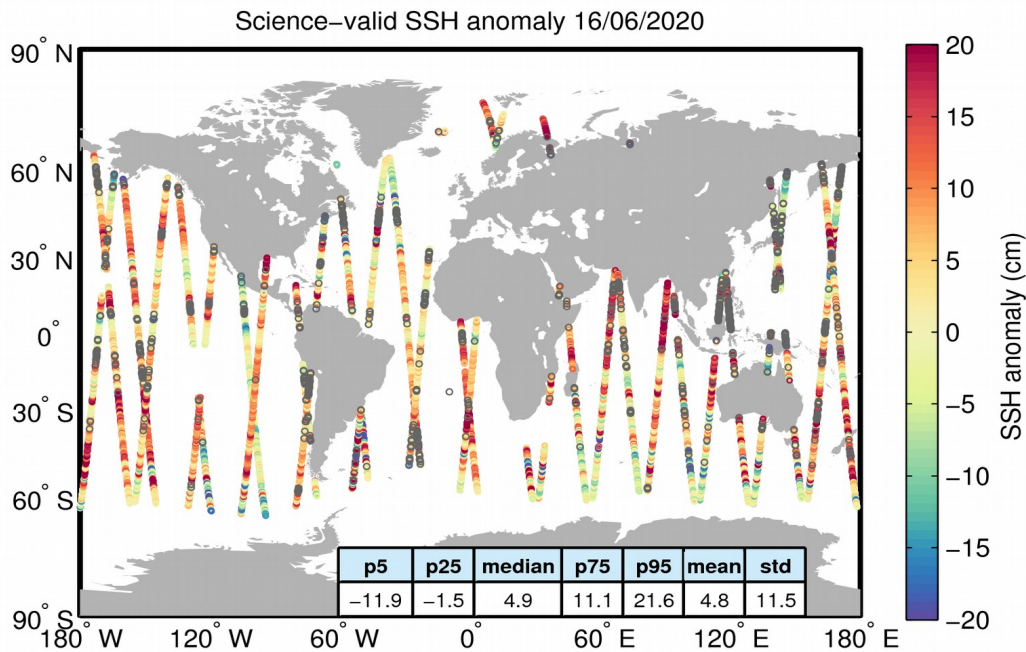 Science−valid SSH anomaly 16/06/2020
90° N
60° N
30° N
0°
30° S
60° S
90° S
180° W
120° W
60° W
0°
60° E
120° E
180° E
p5 p25 median p75 p95 mean std
−11.9 −1.5 4.9 11.1 21.6 4.8 11.5
20
15
10
5
0
−5
−10
−15
−20
SSH anomaly (cm)